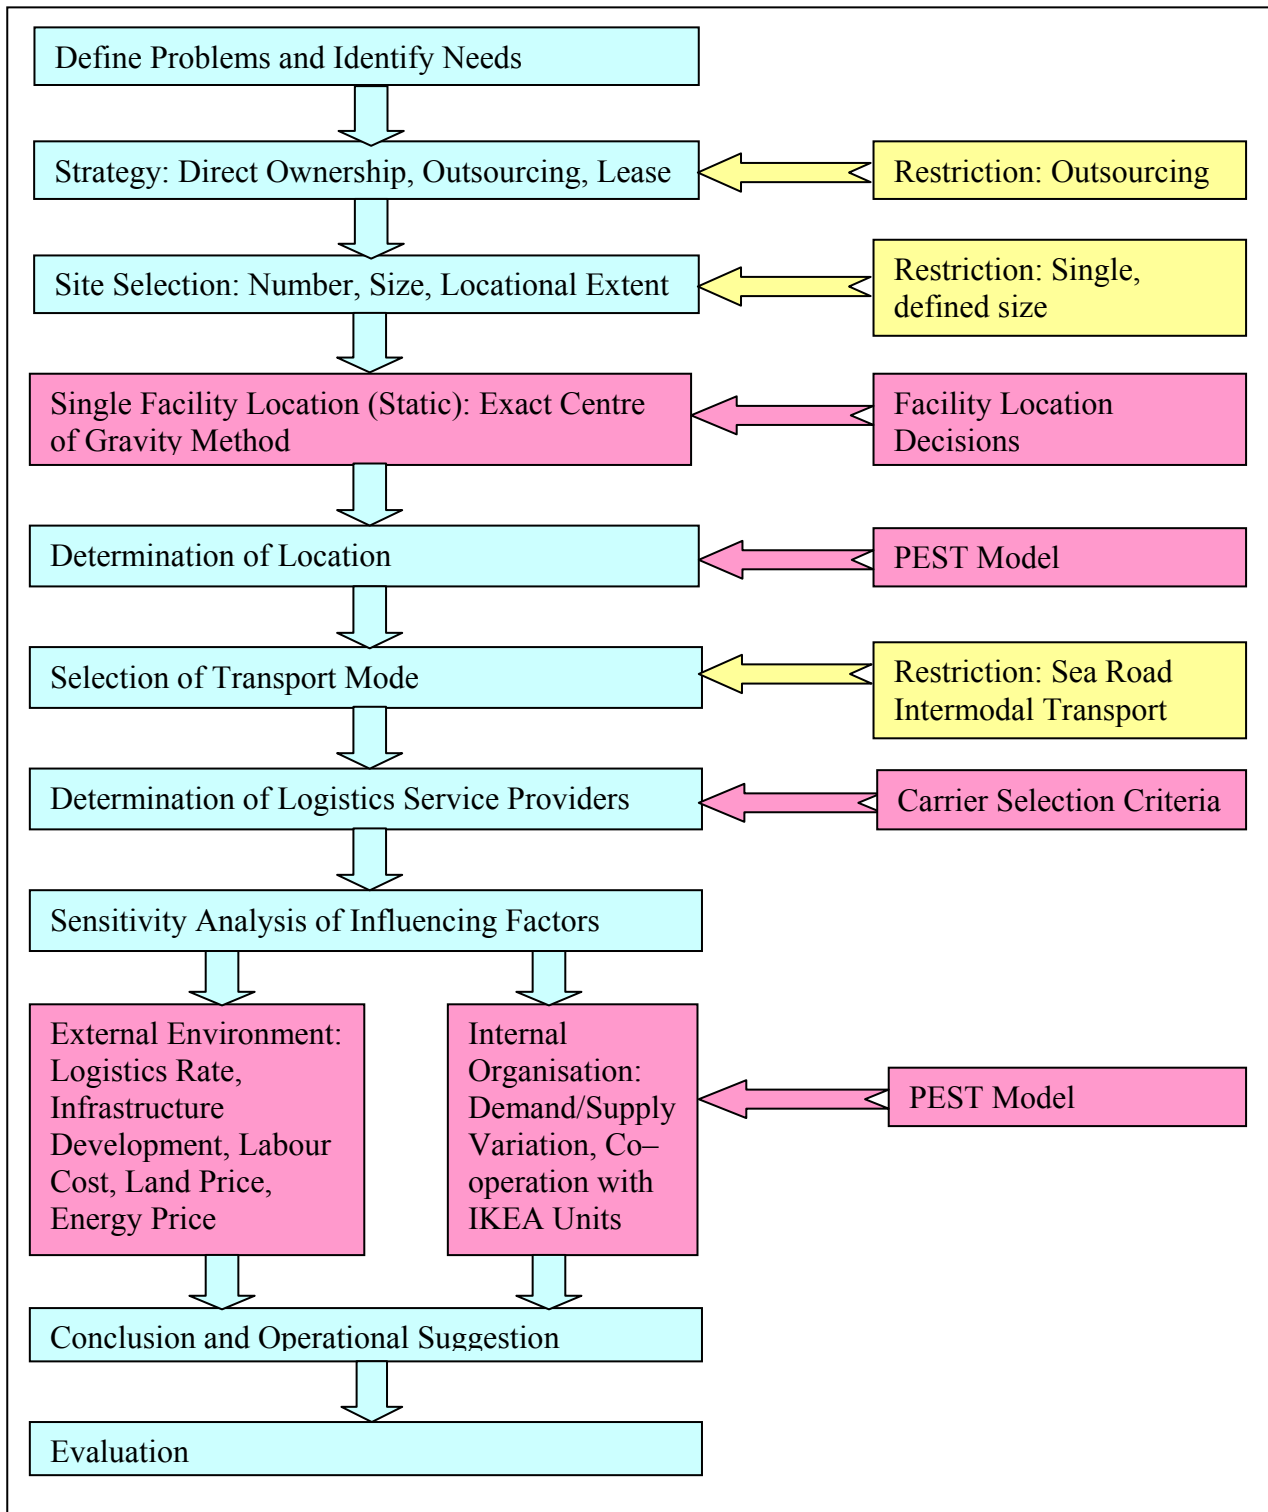 Define Problems and Identify Needs
Strategy: Direct Ownership, Outsourcing, Lease
Restriction: Outsourcing
Site Selection: Number, Size, Locational Extent
Restriction: Single,
defined size
Single Facility Location (Static): Exact Centre
of Gravity Method
Facility Location
Decisions
Determination of Location
PEST Model
Selection of Transport Mode
Restriction: Sea Road
Intermodal Transport
Determination of Logistics Service Providers
Carrier Selection Criteria
Sensitivity Analysis of Influencing Factors
External Environment:
Logistics Rate,
Infrastructure
Development, Labour
Cost, Land Price,
Energy Price
Internal
Organisation:
Demand/Supply
Variation, Co–
operation with
IKEA Units
PEST Model
Conclusion and Operational Suggestion
Evaluation